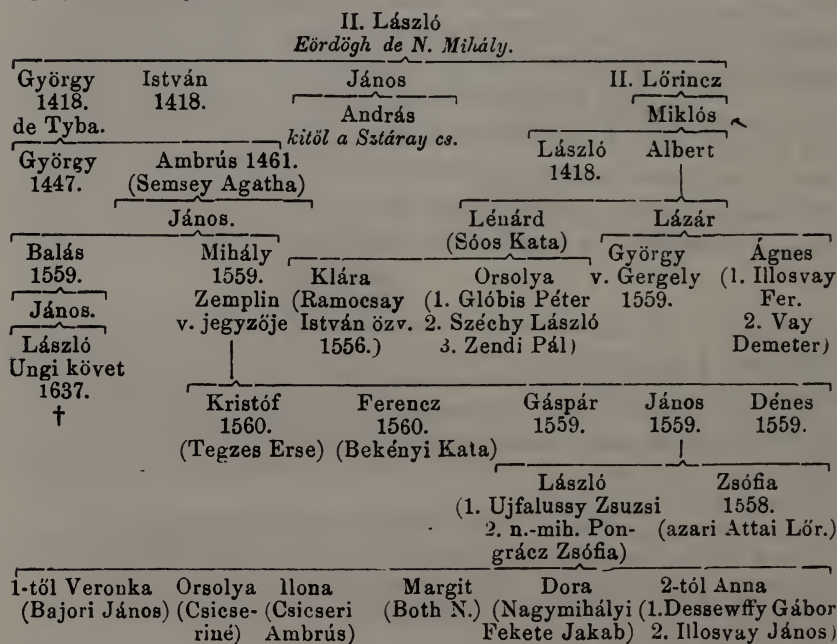 II. László
Eördögh de N. Mihály.
György István János II. Lőrincz
1418. 1418. András Miklós
de Tyba. kitől a Sztáray cs.
László Albert
1418.
György Ambrús 1461.
1447. (Semsey Agatha)
János. Lénárd Lázár
(Sóos Kata)
Balás Mihály György Ágnes
1559. 1559. Klára Orsolya v. Gergely (1. Illosvay
Zemplin (Ramocsay (1. Glóbis Péter 1559. Fer.
János. v. jegyzője István özv. 2. Széchy László 2. Vay
László 1556.) 3. Zendi Pál) Demeter)
Ungi követ
1637.
†
Kristóf Ferencz Gáspár János Dénes
1560. 1560. 1559. 1559. 1559.
(Tegzes Erse) (Bekényi Kata)
László Zsófia
(1. Ujfalussy Zsuzsi 1558.
2. n.-mih. Pon- (azari Attai Lőr.)
grácz Zsófia)
1-től Veronka Orsolya Ilona Margit Dora 2-tól Anna
(Bajori János) (Csicse- (Csicseri (Both N.) (Nagymihályi (1. Dessewffy Gábor
riné) Ambrús) Fekete Jakab) 2. Illosvay János)